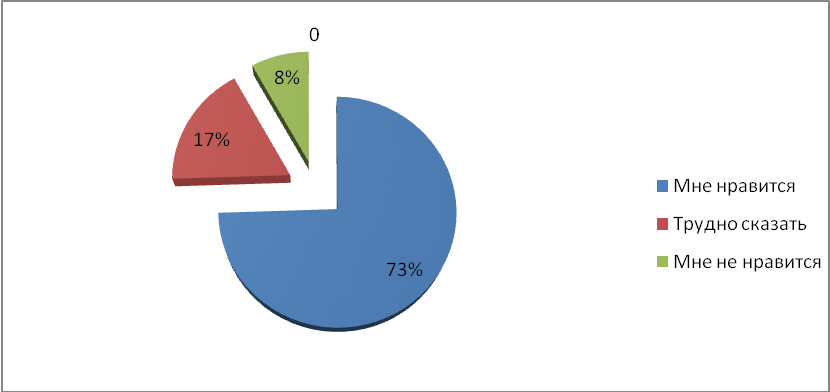 0
8%
17%
73%
Мне нравится
Трудно сказать
Мне не нравится